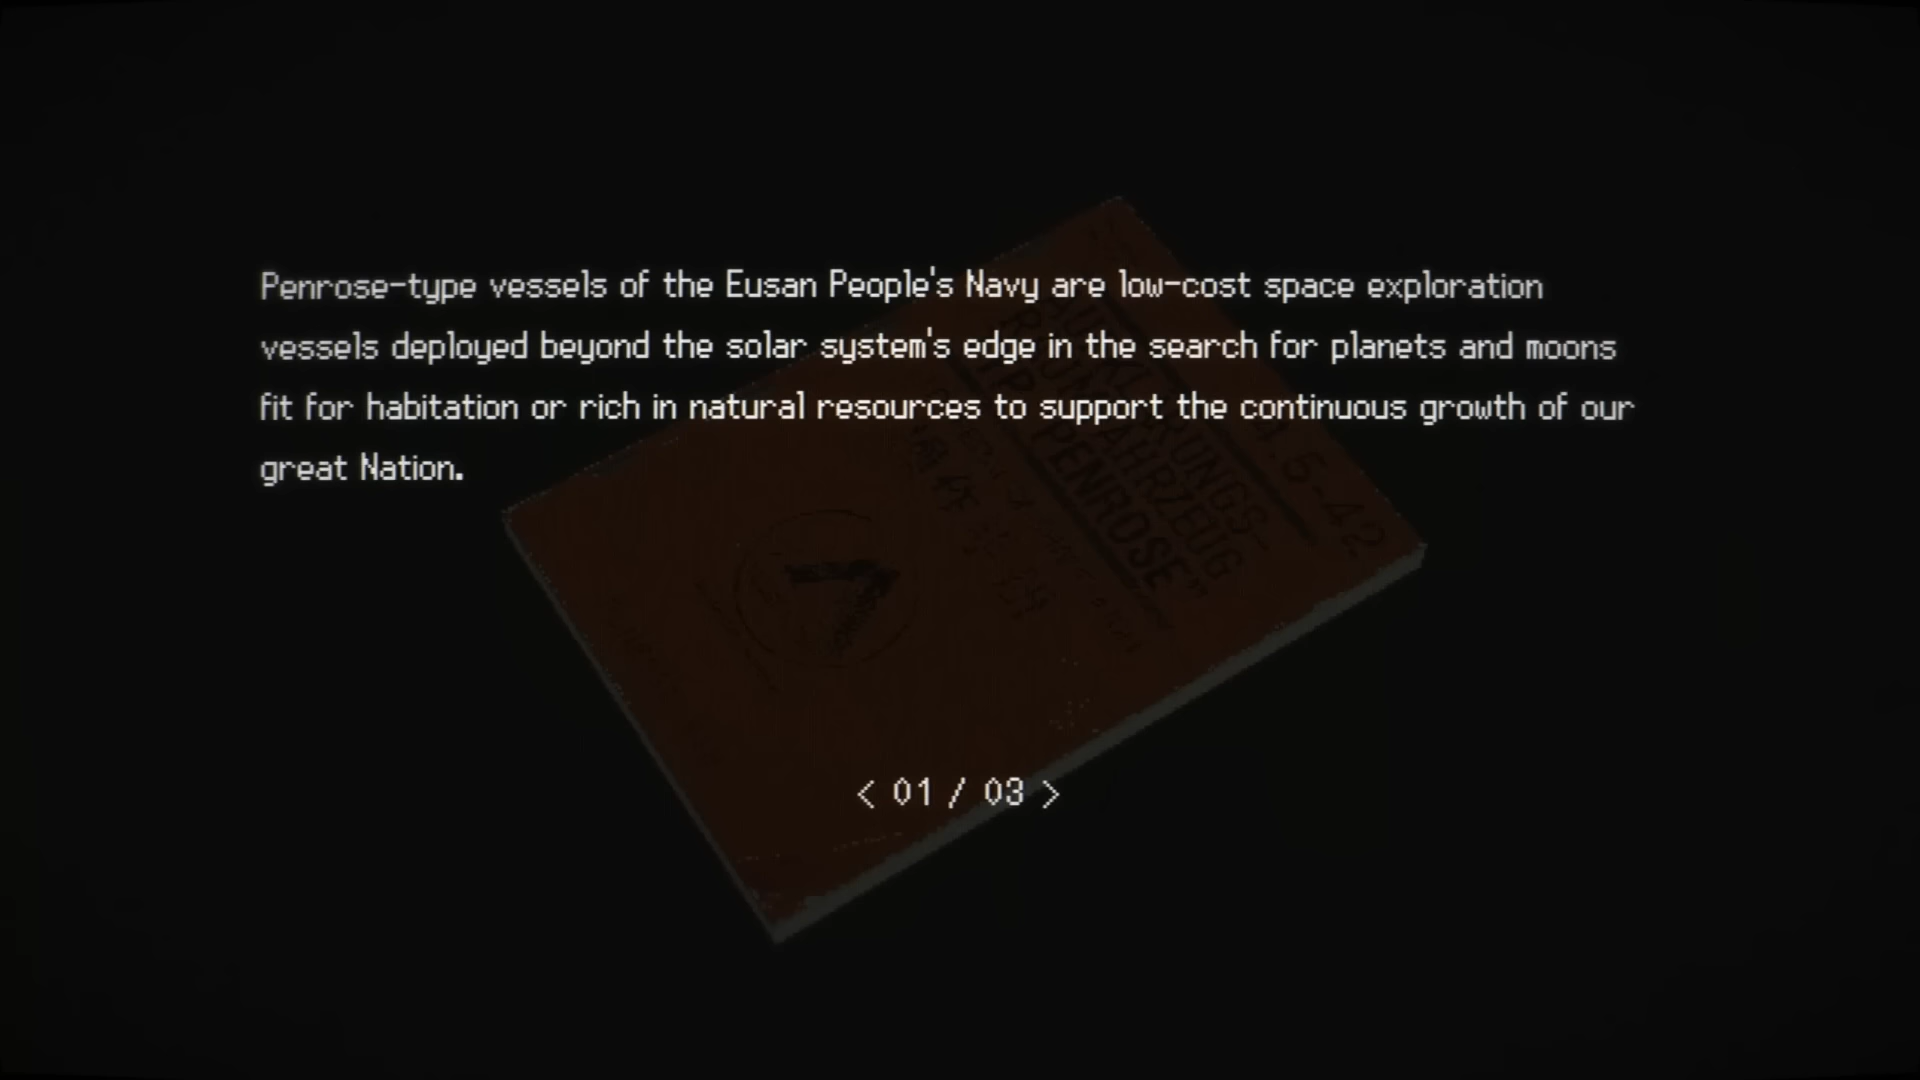 Penrose-type vessels of the Eusan People's Navy are low-cost space exploration
vessels deployed beyond the solar system's edge in the search for planets and moons
fit for habitation or rich in natural resources to support the continuous growth of our
great Nation.
PENROSE"
< 01 / 03 >